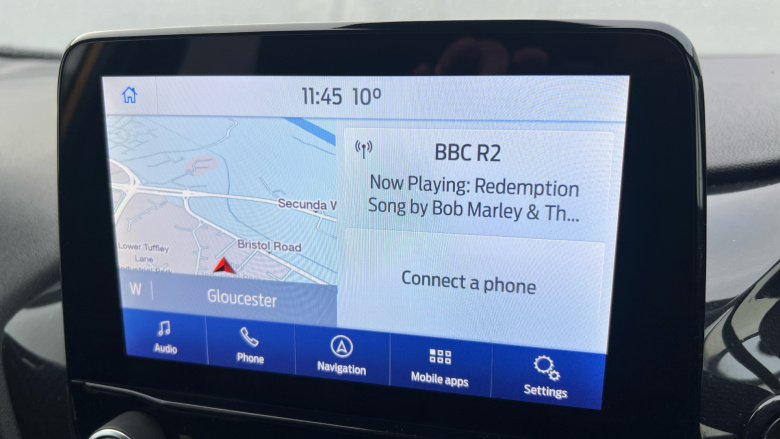 11:45 10º
BBC R2
Now Playing: Redemption
Song by Bob Marley & Th...
Secunda W
Bristol Road
Lower Tuffley
Lane
W
Gloucester
Connect a phone
Audio
Phone
Navigation
Mobile apps
Settings